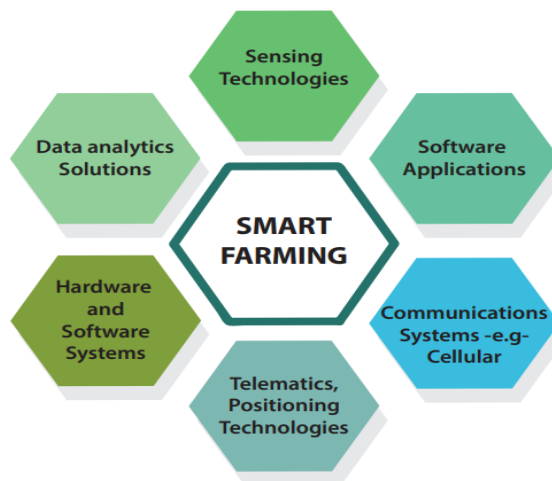 Sensing
Technologies
Data analytics
Solutions
Software
Applications
SMART
FARMING
Hardware
and
Software
Systems
Communications
Systems -e.g-
Cellular
Telematics,
Positioning
Technologies